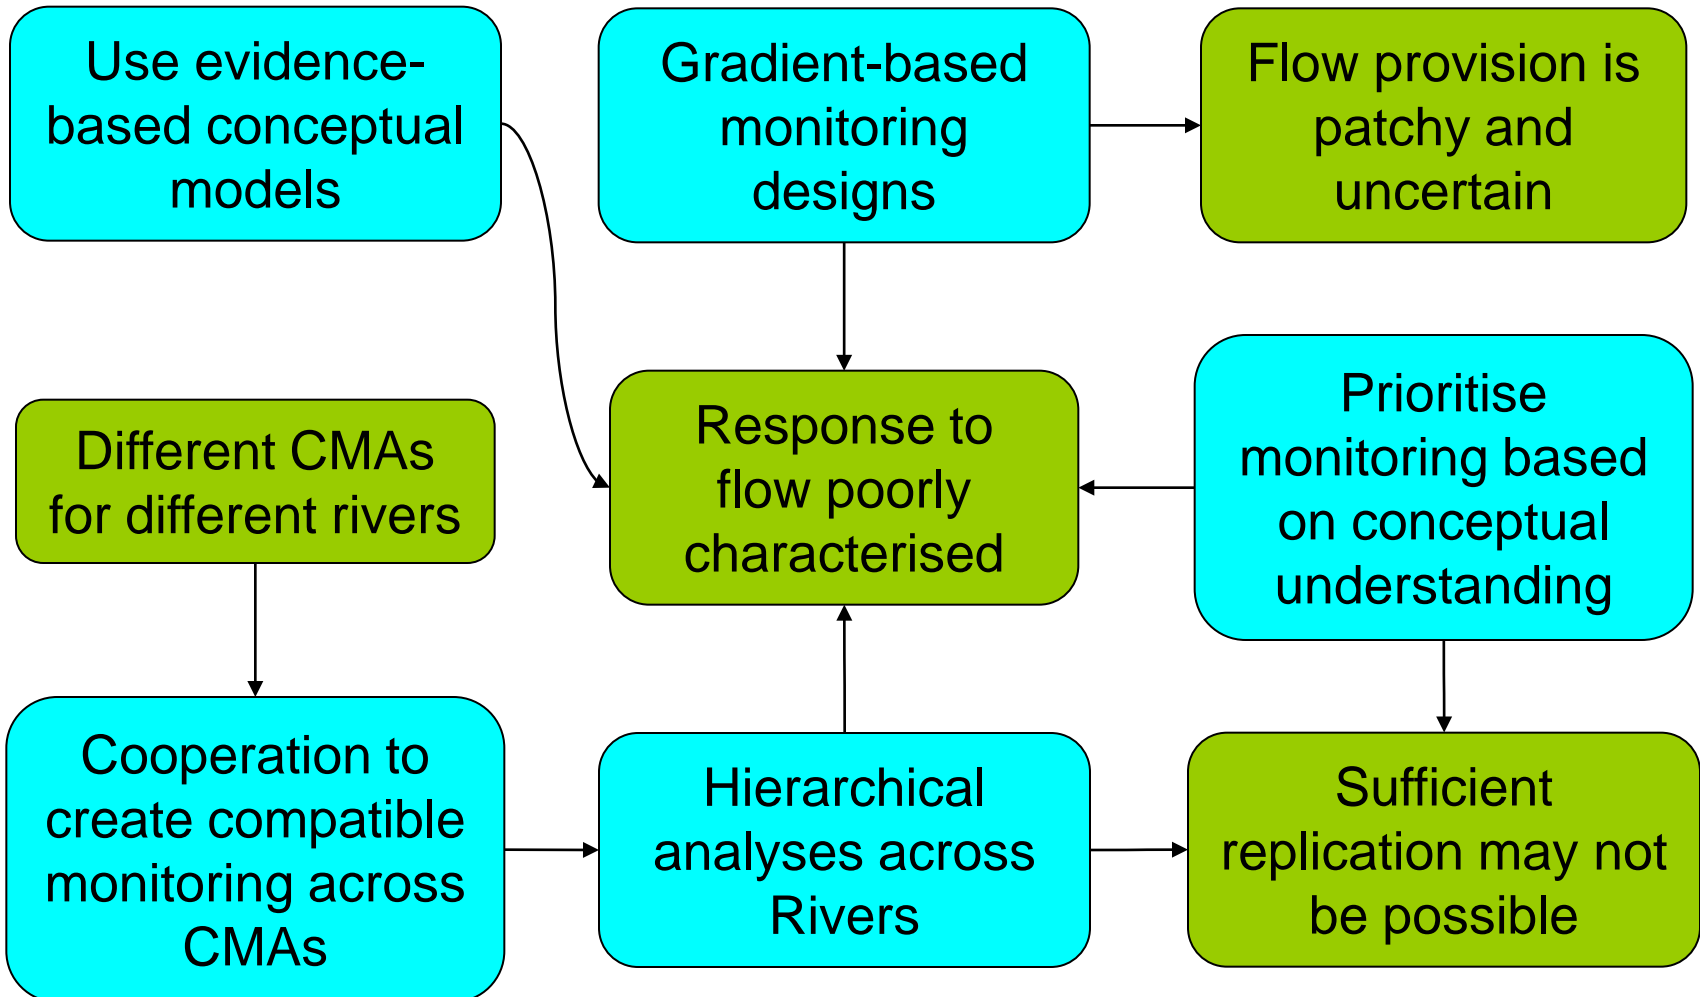 Use evidence-
based conceptual
models
Gradient-based
monitoring
designs
Flow provision is
patchy and
uncertain
Different CMAs
for different rivers
Response to
flow poorly
characterised
Prioritise
monitoring based
on conceptual
understanding
Cooperation to
create compatible
monitoring across
CMAs
Hierarchical
analyses across
Rivers
Sufficient
replication may not
be possible